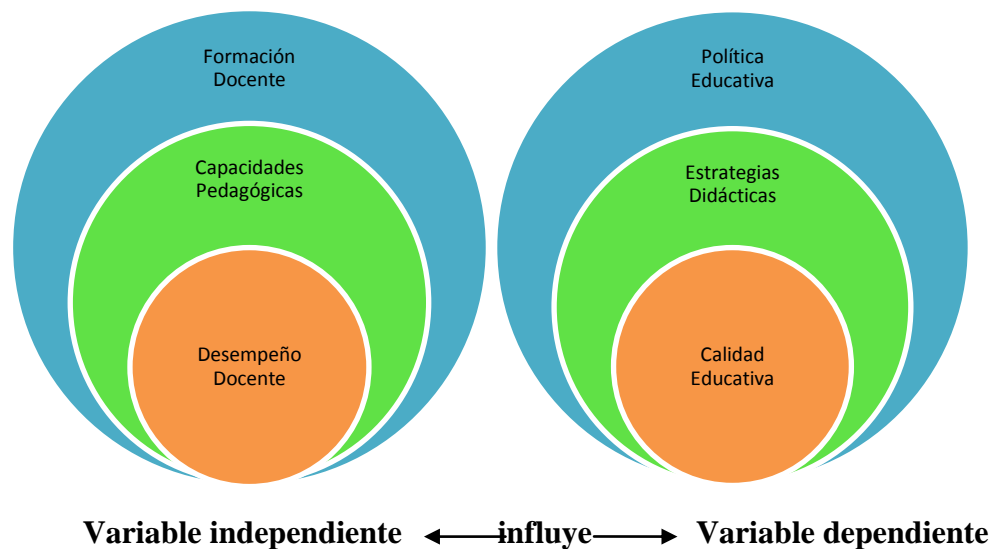 Formación
Docente
Capacidades
Pedagógicas
Desempeño
Docente
Política
Educativa
Estrategias
Didácticas
Calidad
Educativa
Variable independiente influye Variable dependiente